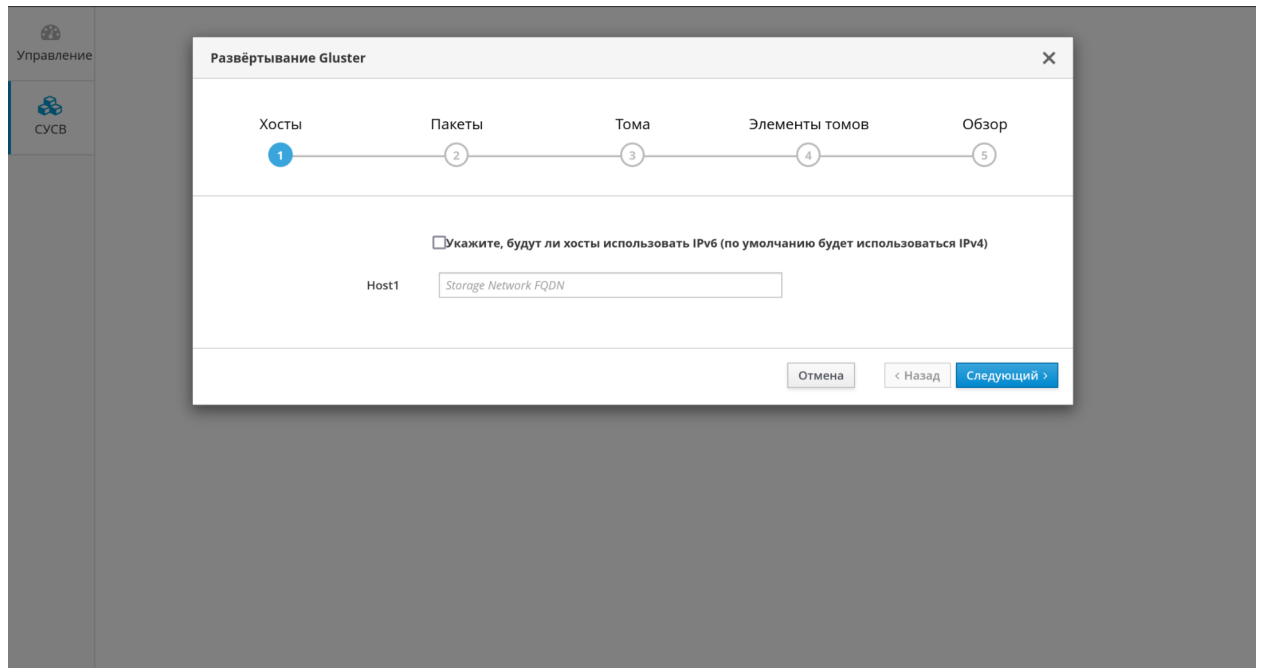 Управление
СУСВ
Развёртывание Gluster
Хосты Пакеты Тома Элементы томов Обзор
1 2 3 4 5
Укажите, будут ли хосты использовать IPv6 (по умолчанию будет использоваться IPv4)
Host1 Storage Network FQDN
Отмена < Назад Следующий >